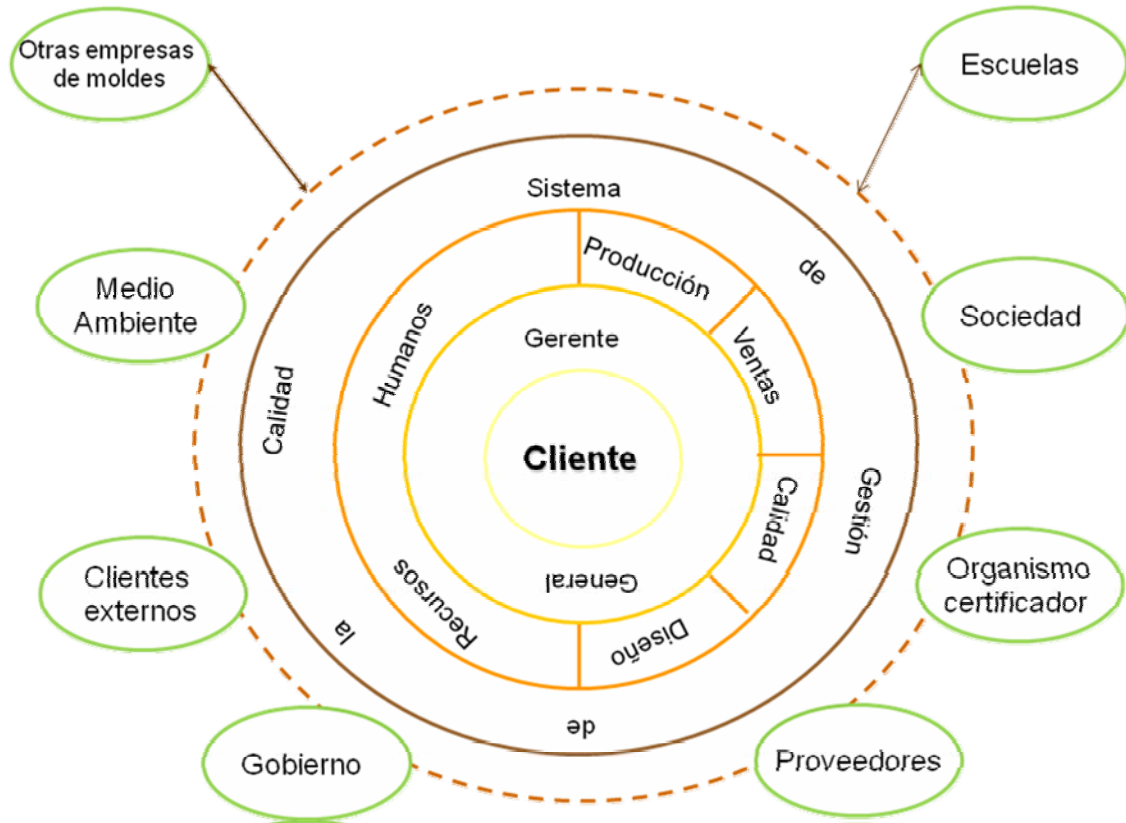 Otras empresas
de moldes
Escuelas
Sistema
de
Gestión
de
la
Calidad
Producción
Ventas
Calidad
Diseño
Recursos
Humanos
Gerente
General
Cliente
Medio
Ambiente
Sociedad
Clientes
externos
Organismo
certificador
Gobierno
Proveedores